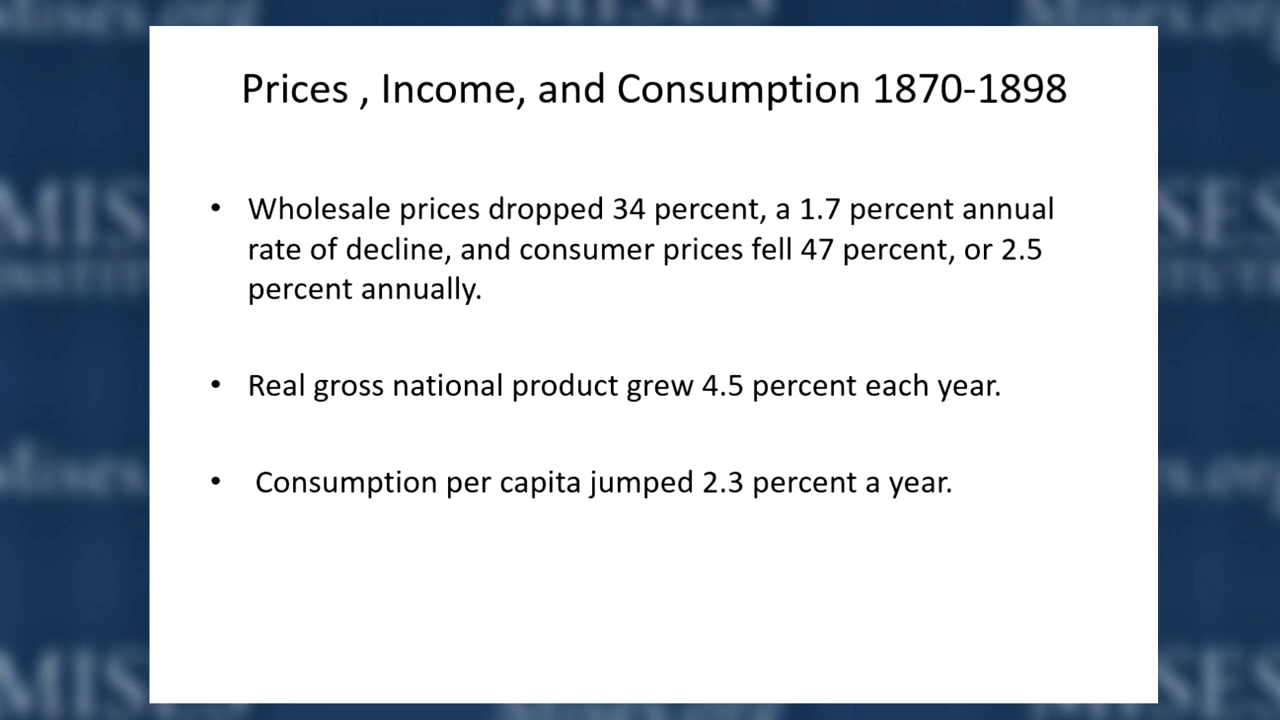 Prices , Income, and Consumption 1870-1898
• Wholesale prices dropped 34 percent, a 1.7 percent annual
rate of decline, and consumer prices fell 47 percent, or 2.5
percent annually.
• Real gross national product grew 4.5 percent each year.
• Consumption per capita jumped 2.3 percent a year.